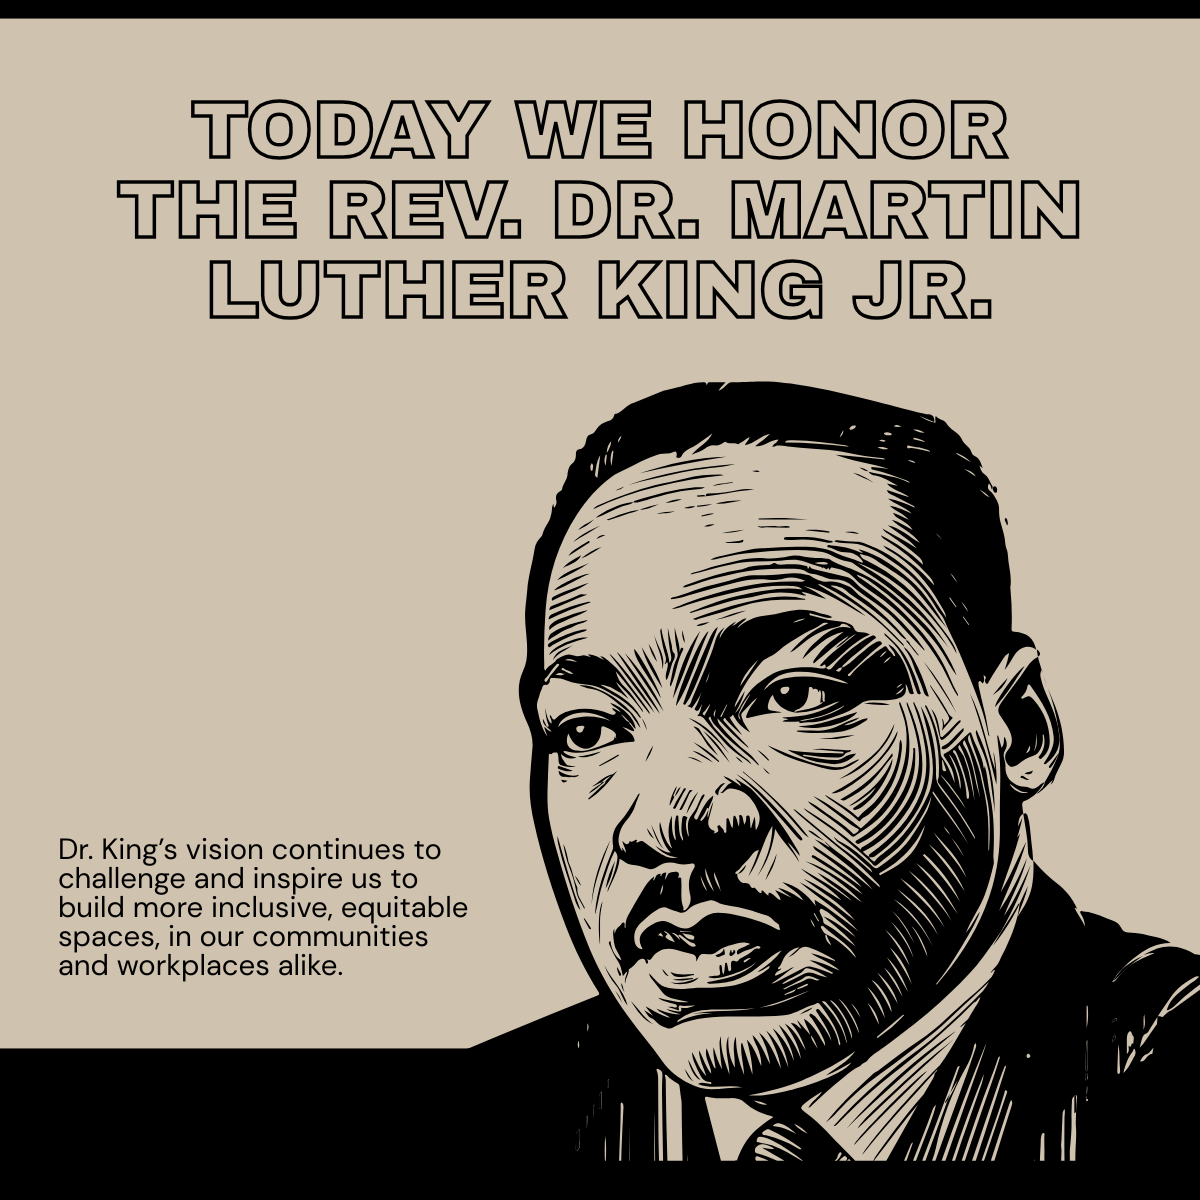 TODAY WE HONOR
THE REV. DR. MARTIN
LUTHER KING JR.
Dr. King’s vision continues to
challenge and inspire us to
build more inclusive, equitable
spaces, in our communities
and workplaces alike.